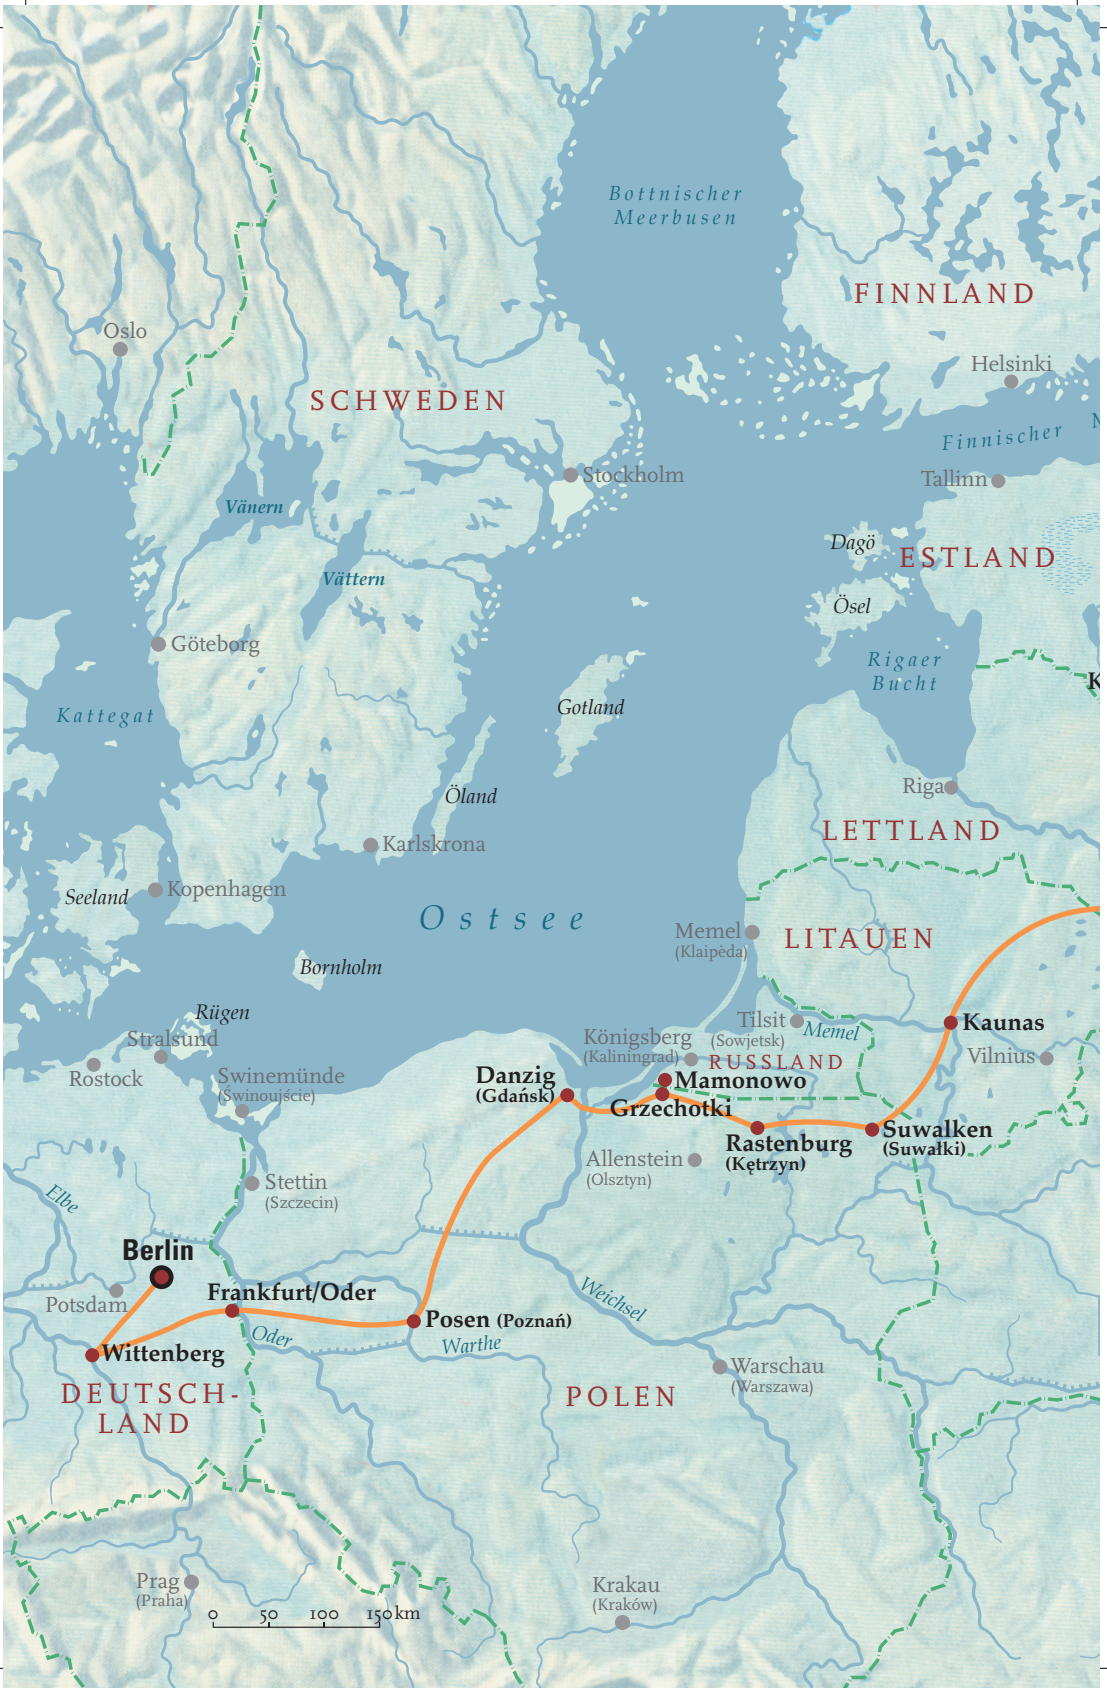 Bottnischer
Meerbusen
FINNLAND
Oslo
Helsinki
SCHWEDEN
Finnischer
Stockholm
Tallinn
Vänern
Dagö
ESTLAND
Vättern
Ösel
Göteborg
Rigaer
Bucht
K
Kattegat
Gotland
Riga
Öland
LETTLAND
Karlskrona
Seeland
Kopenhagen
Ostsee
Memel
(Klaipėda)
LITAUEN
Bornholm
Rügen
Stralsund
Königsberg
(Kaliningrad)
Tilsit
(Sowjetsk)
Memel
Kaunas
Vilnius
RUSSLAND
Rostock
Swinemünde
(Świnoujście)
Danzig
(Gdańsk)
Mamonowo
Grzechotki
Rastenburg
(Kętrzyn)
Suwalken
(Suwałki)
Allenstein
(Olsztyn)
Stettin
(Szczecin)
Elbe
Berlin
Potsdam
Frankfurt/Oder
Posen (Poznań)
Weichsel
Oder
Warthe
Wittenberg
Warschau
(Warszawa)
DEUTSCH-
LAND
POLEN
Prag
(Praha)
Krakau
(Kraków)
0 50 100 150 km